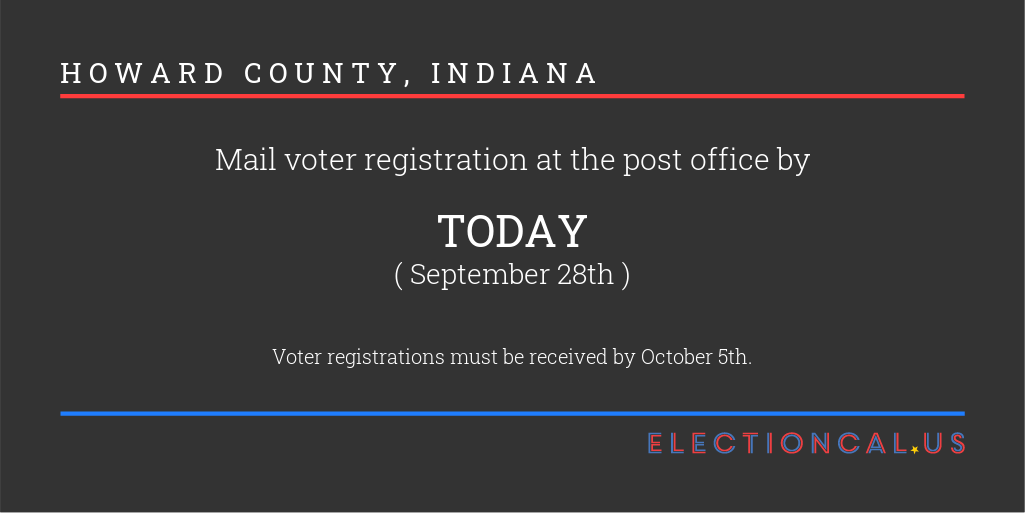 HOWARD COUNTY, INDIANA
Mail voter registration at the post office by
TODAY
( September 28th )
Voter registrations must be received by October 5th.
ELECTIONCAL.US